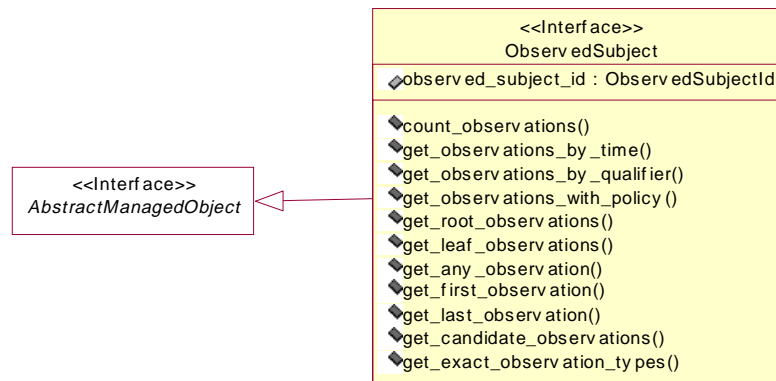 <<Interface>>
ObservedSubject
observed_subject_id : ObservedSubjectId
count_observations()
get_observations_by_time()
get_observations_by_qualifier()
get_observations_with_policy()
get_root_observations()
get_leaf_observations()
get_any_observation()
get_first_observation()
get_last_observation()
get_candidate_observations()
get_exact_observation_types()
<<Interface>>
AbstractManagedObject